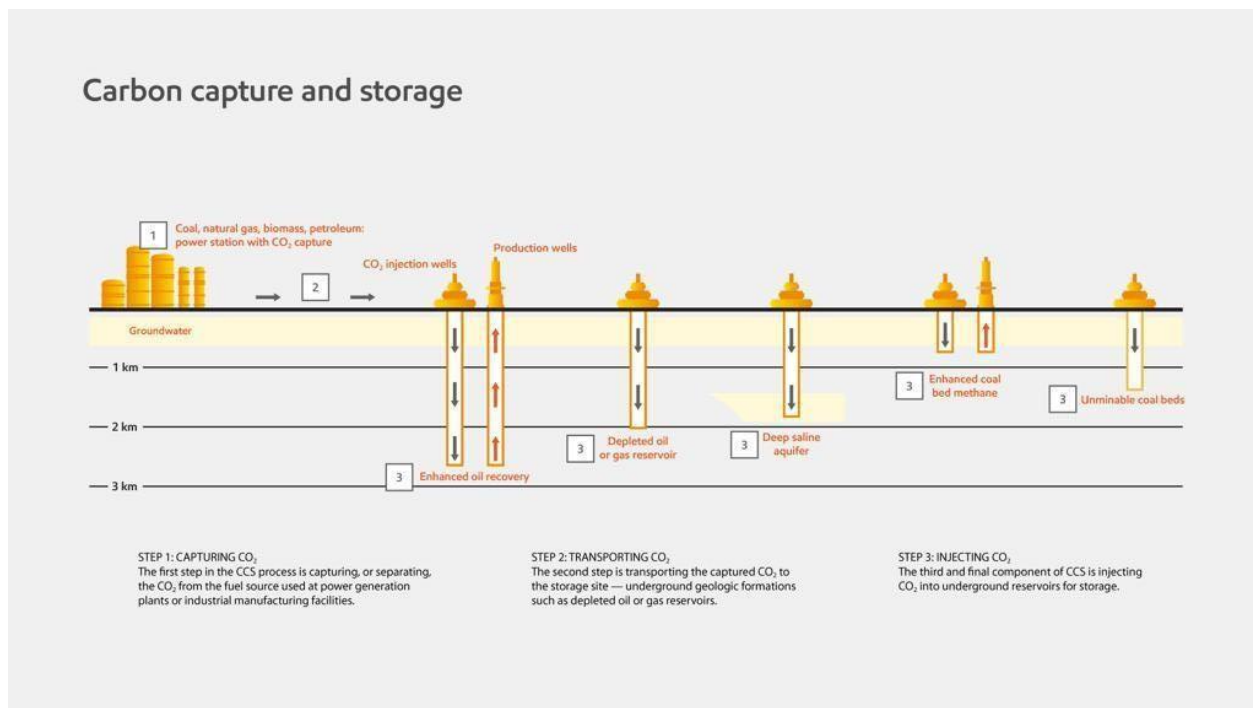 Carbon capture and storage
1
Coal, natural gas, biomass, petroleum:
power station with CO₂ capture
2
CO₂ injection wells
Production wells
Groundwater
1 km
2 km
3 km
3
Enhanced oil recovery
3
Depleted oil
or gas reservoir
3
Deep saline
aquifer
3
Enhanced coal
bed methane
3
Unminable coal beds
STEP 1: CAPTURING CO₂
The first step in the CCS process is capturing, or separating,
the CO₂ from the fuel source used at power generation
plants or industrial manufacturing facilities.
STEP 2: TRANSPORTING CO₂
The second step is transporting the captured CO₂ to
the storage site — underground geologic formations
such as depleted oil or gas reservoirs.
STEP 3: INJECTING CO₂
The third and final component of CCS is injecting
CO₂ into underground reservoirs for storage.